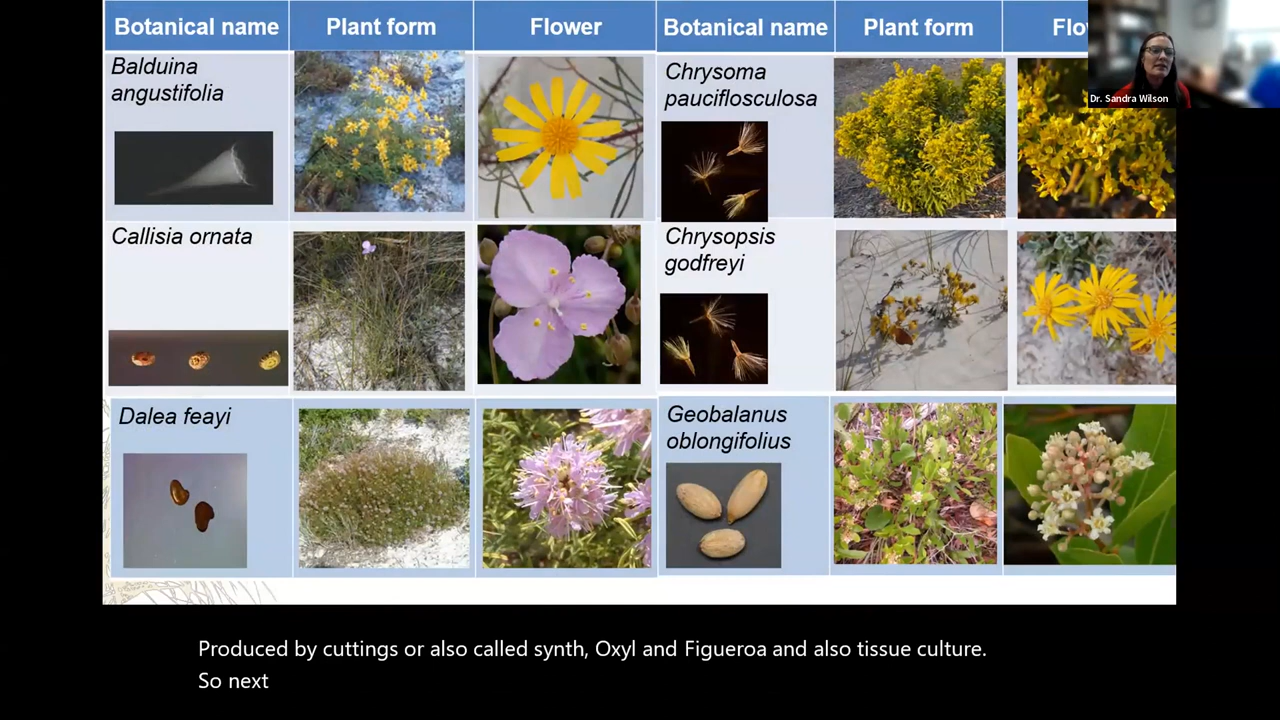 Botanical name
Plant form
Flower
Botanical name
Plant form
Flo
Balduina
angustifolia
Chrysoma
pauciflosculosa
Callisia ornata
Chrysopsis
godfreyi
Dalea feayi
Geobalanus
oblongifolius
Dr. Sandra Wilson
Produced by cuttings or also called synth, Oxyl and Figueroa and also tissue culture.
So next